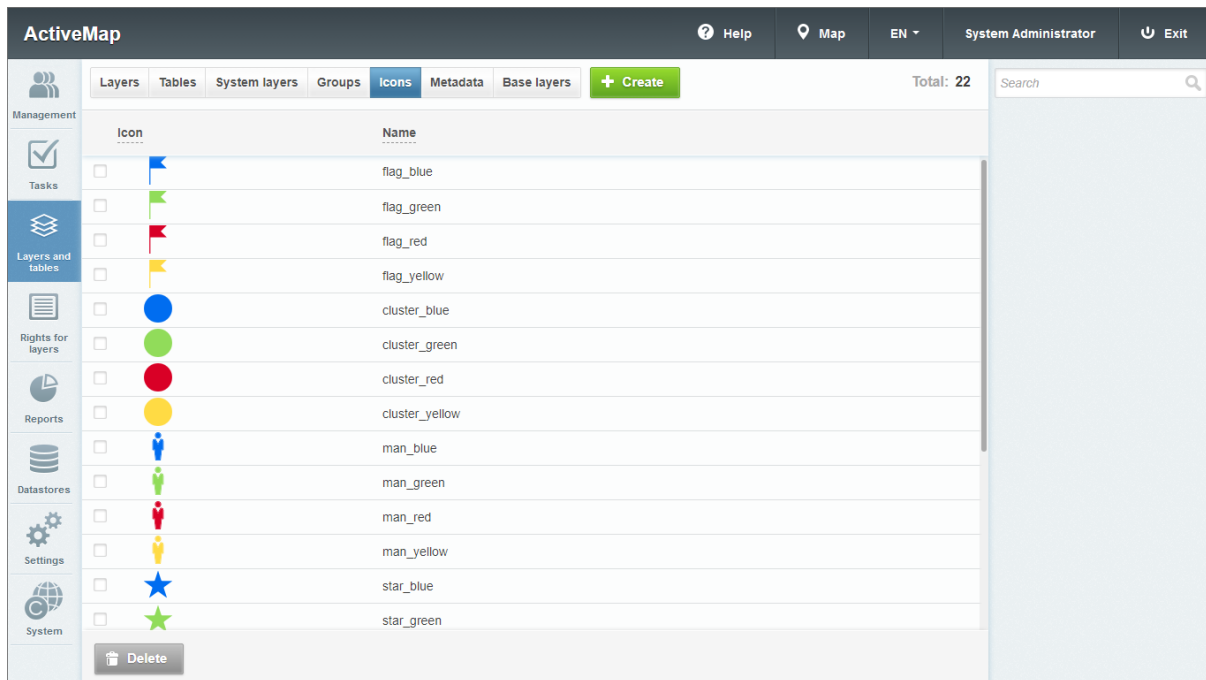 ActiveMap
Help
Map
EN
System Administrator
Exit
Management
Tasks
Layers and
tables
Rights for
layers
Reports
Datastores
Settings
System
Layers Tables System layers Groups Icons Metadata Base layers + Create Total: 22
Search
Icon Name
flag_blue
flag_green
flag_red
flag_yellow
cluster_blue
cluster_green
cluster_red
cluster_yellow
man_blue
man_green
man_red
man_yellow
star_blue
star_green
Delete